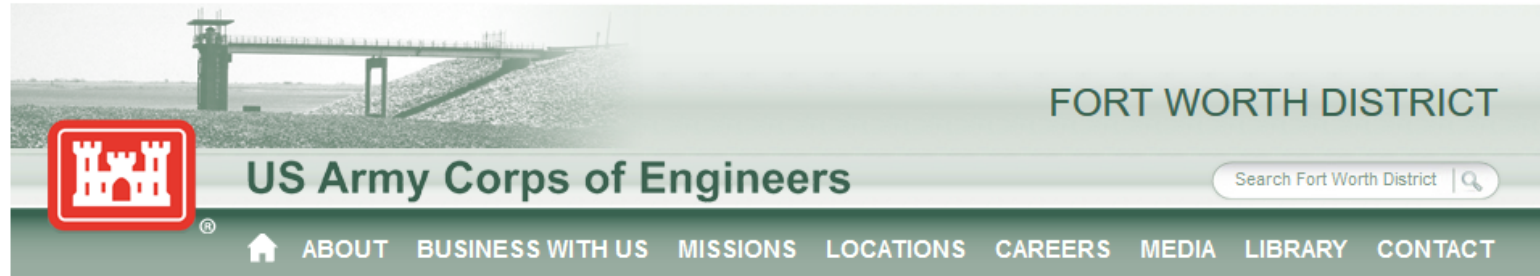 FORT WORTH DISTRICT
US Army Corps of Engineers
Search Fort Worth District
®
ABOUT BUSINESS WITH US MISSIONS LOCATIONS CAREERS MEDIA LIBRARY CONTACT